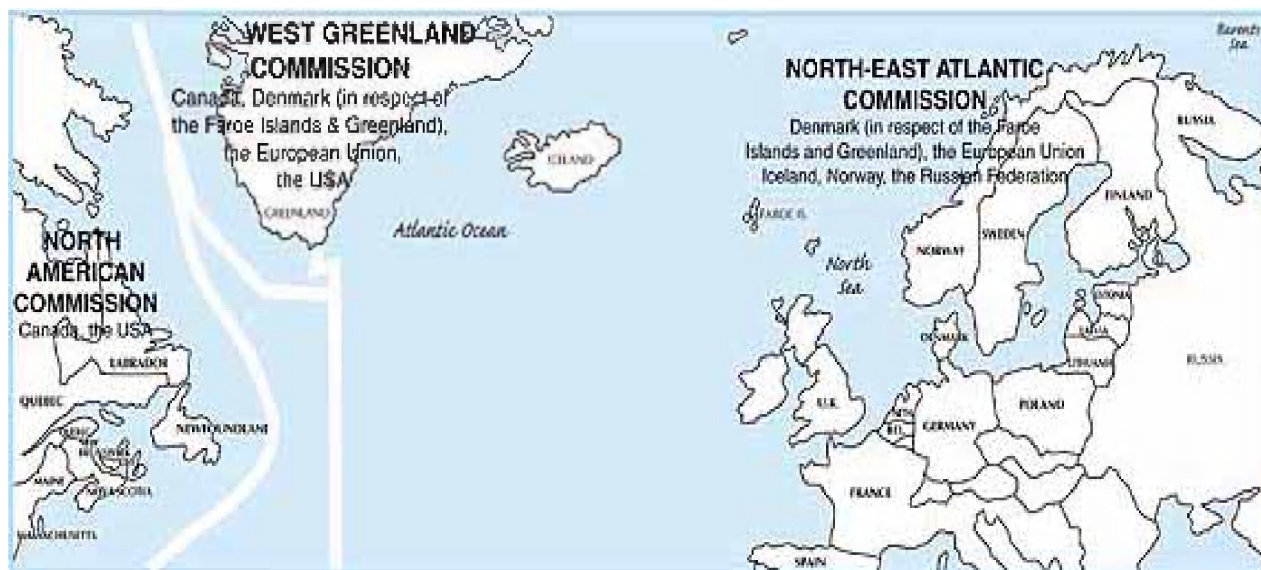 WEST GREENLAND
COMMISSION
Canada, Denmark (in respect of
the Faroe Islands & Greenland),
the European Union,
the USA
GREENLAND
ICELAND
Atlantic Ocean
NORTH
AMERICAN
COMMISSION
Canada, the USA
LABRADOR
QUEBEC
NEWFOUNDLAND
MAINE
NOVA SCOTIA
MASSACHUSETTS
Barents
Sea
NORTH-EAST ATLANTIC
COMMISSION
Denmark (in respect of the Faroe
Islands and Greenland), the European Union
Iceland, Norway, the Russian Federation
RUSSIA
FINLAND
FAROE IS.
SWEDEN
NORWAY
North
Sea
ESTONIA
LATVIA
LITHUANIA
DENMARK
RUSSIA
U.K.
NETH
BEL.
GERMANY
POLAND
FRANCE
SPAIN